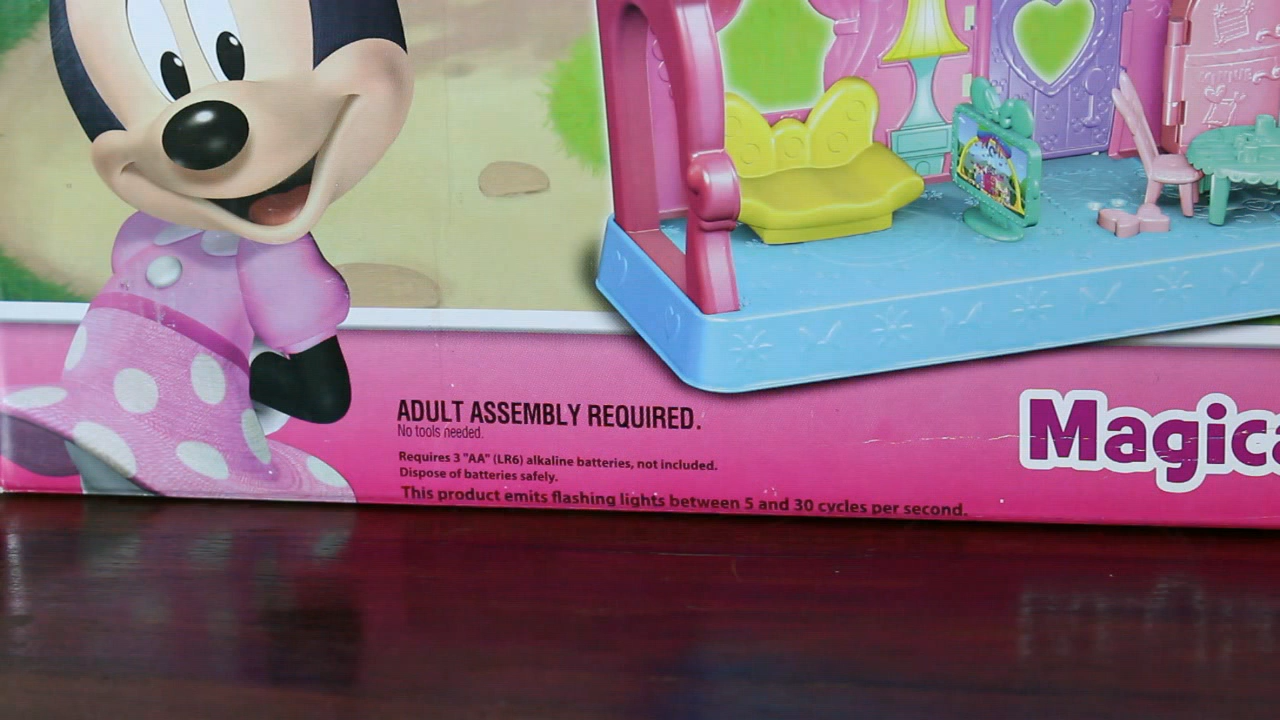 ADULT ASSEMBLY REQUIRED.
No tools needed.
Requires 3 "AA" (LR6) alkaline batteries, not included.
Dispose of batteries safely.
This product emits flashing lights between 5 and 30 cycles per second.
Magica